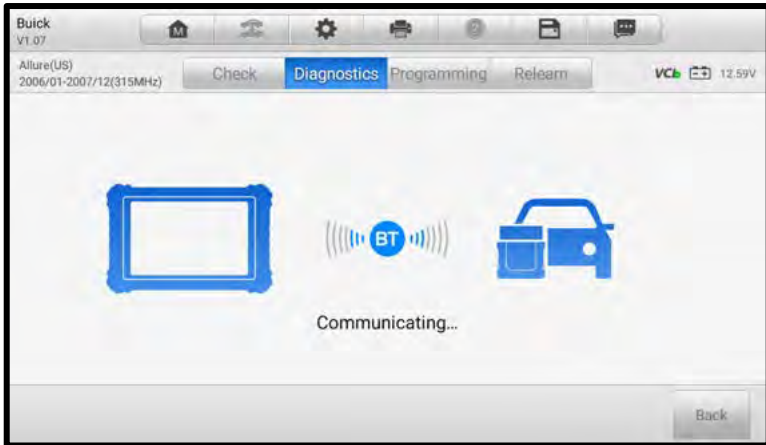 Buick
V1.07
M
Allure(US)
2006/01-2007/12(315MHz)
Check
Diagnostics
Programming
Relearn
VCI
12.59V
BT
Communicating...
Back